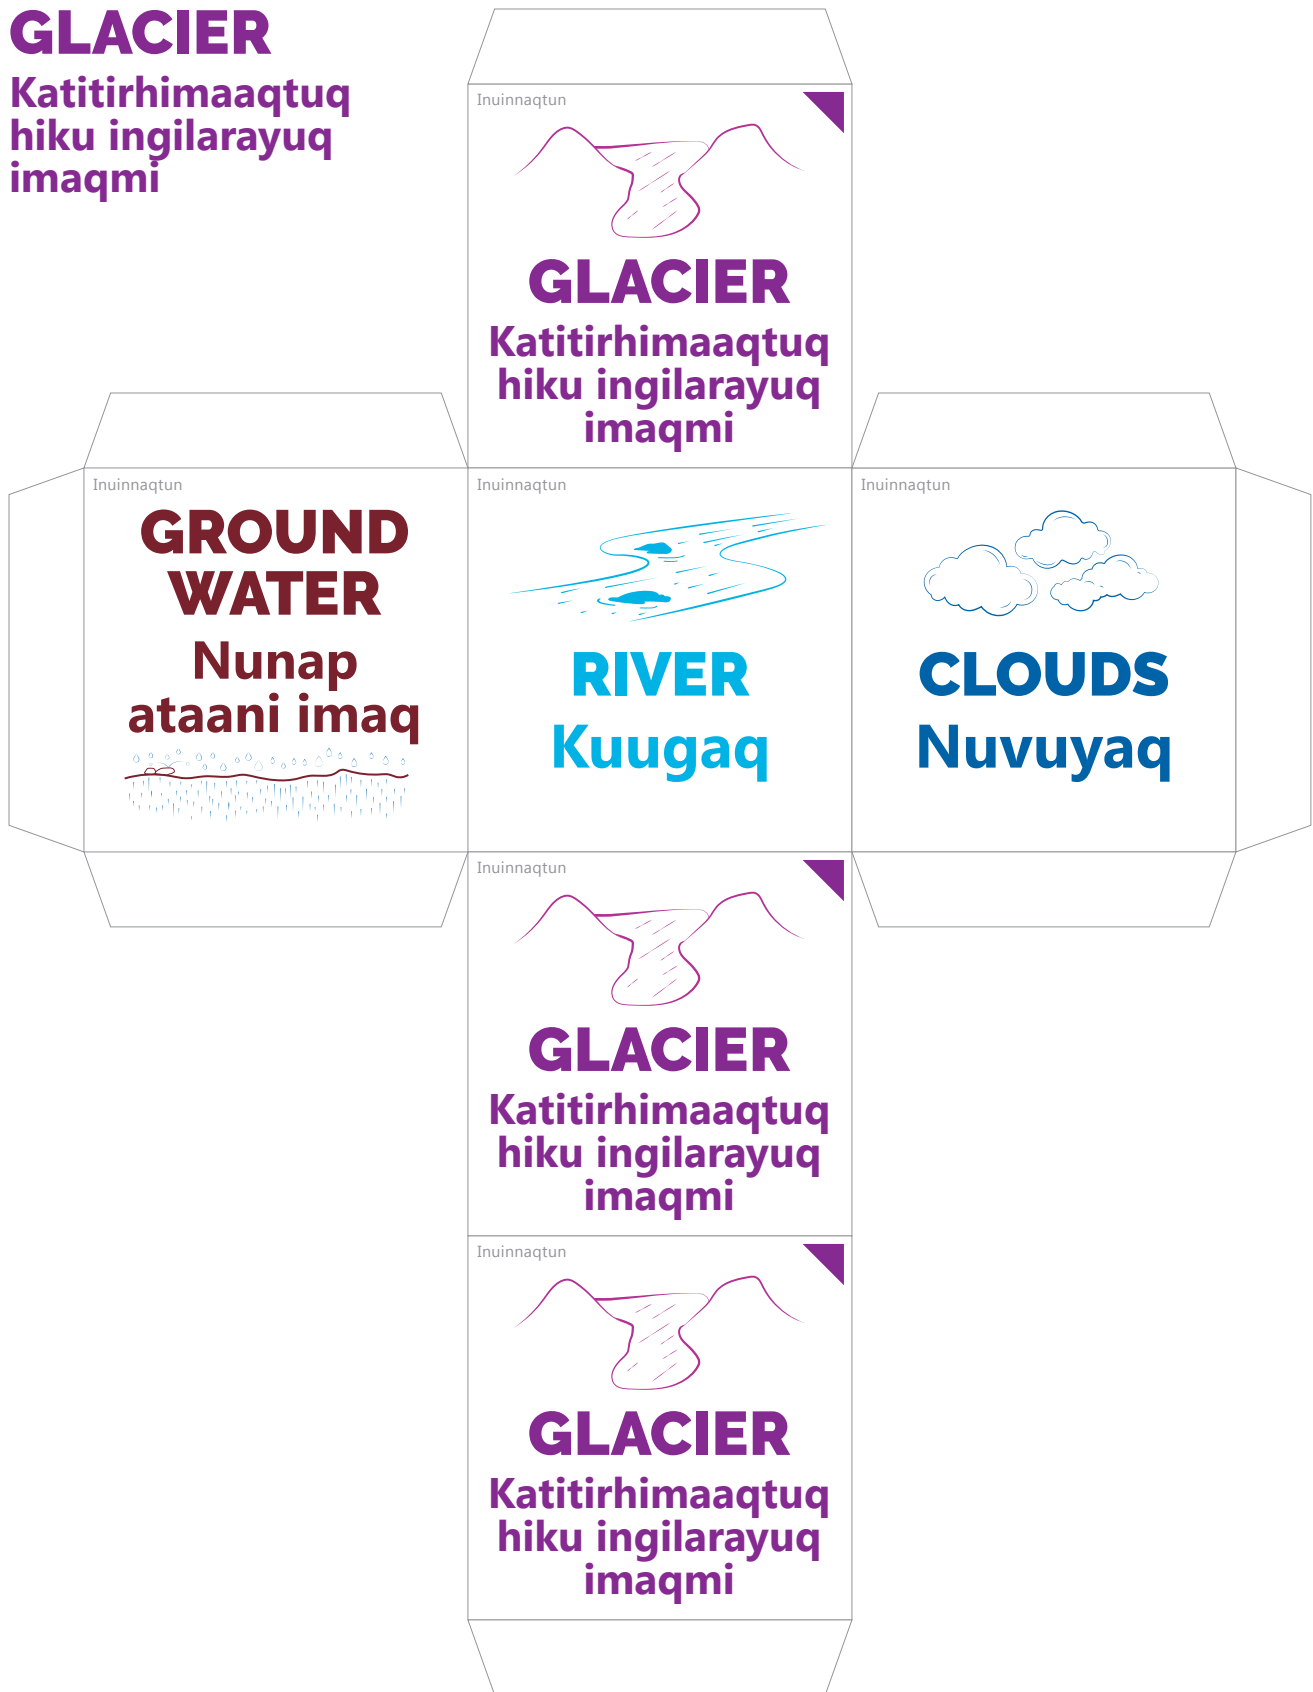 GLACIER
Katitirhimaaqtuq
hiku ingilarayuq
imaqmi
Inuinnaqtun
GLACIER
Katitirhimaaqtuq
hiku ingilarayuq
imaqmi
Inuinnaqtun
GROUND
WATER
Nunap
ataani imaq
Inuinnaqtun
RIVER
Kuugaq
Inuinnaqtun
CLOUDS
Nuvuyaq
Inuinnaqtun
GLACIER
Katitirhimaaqtuq
hiku ingilarayuq
imaqmi
Inuinnaqtun
GLACIER
Katitirhimaaqtuq
hiku ingilarayuq
imaqmi